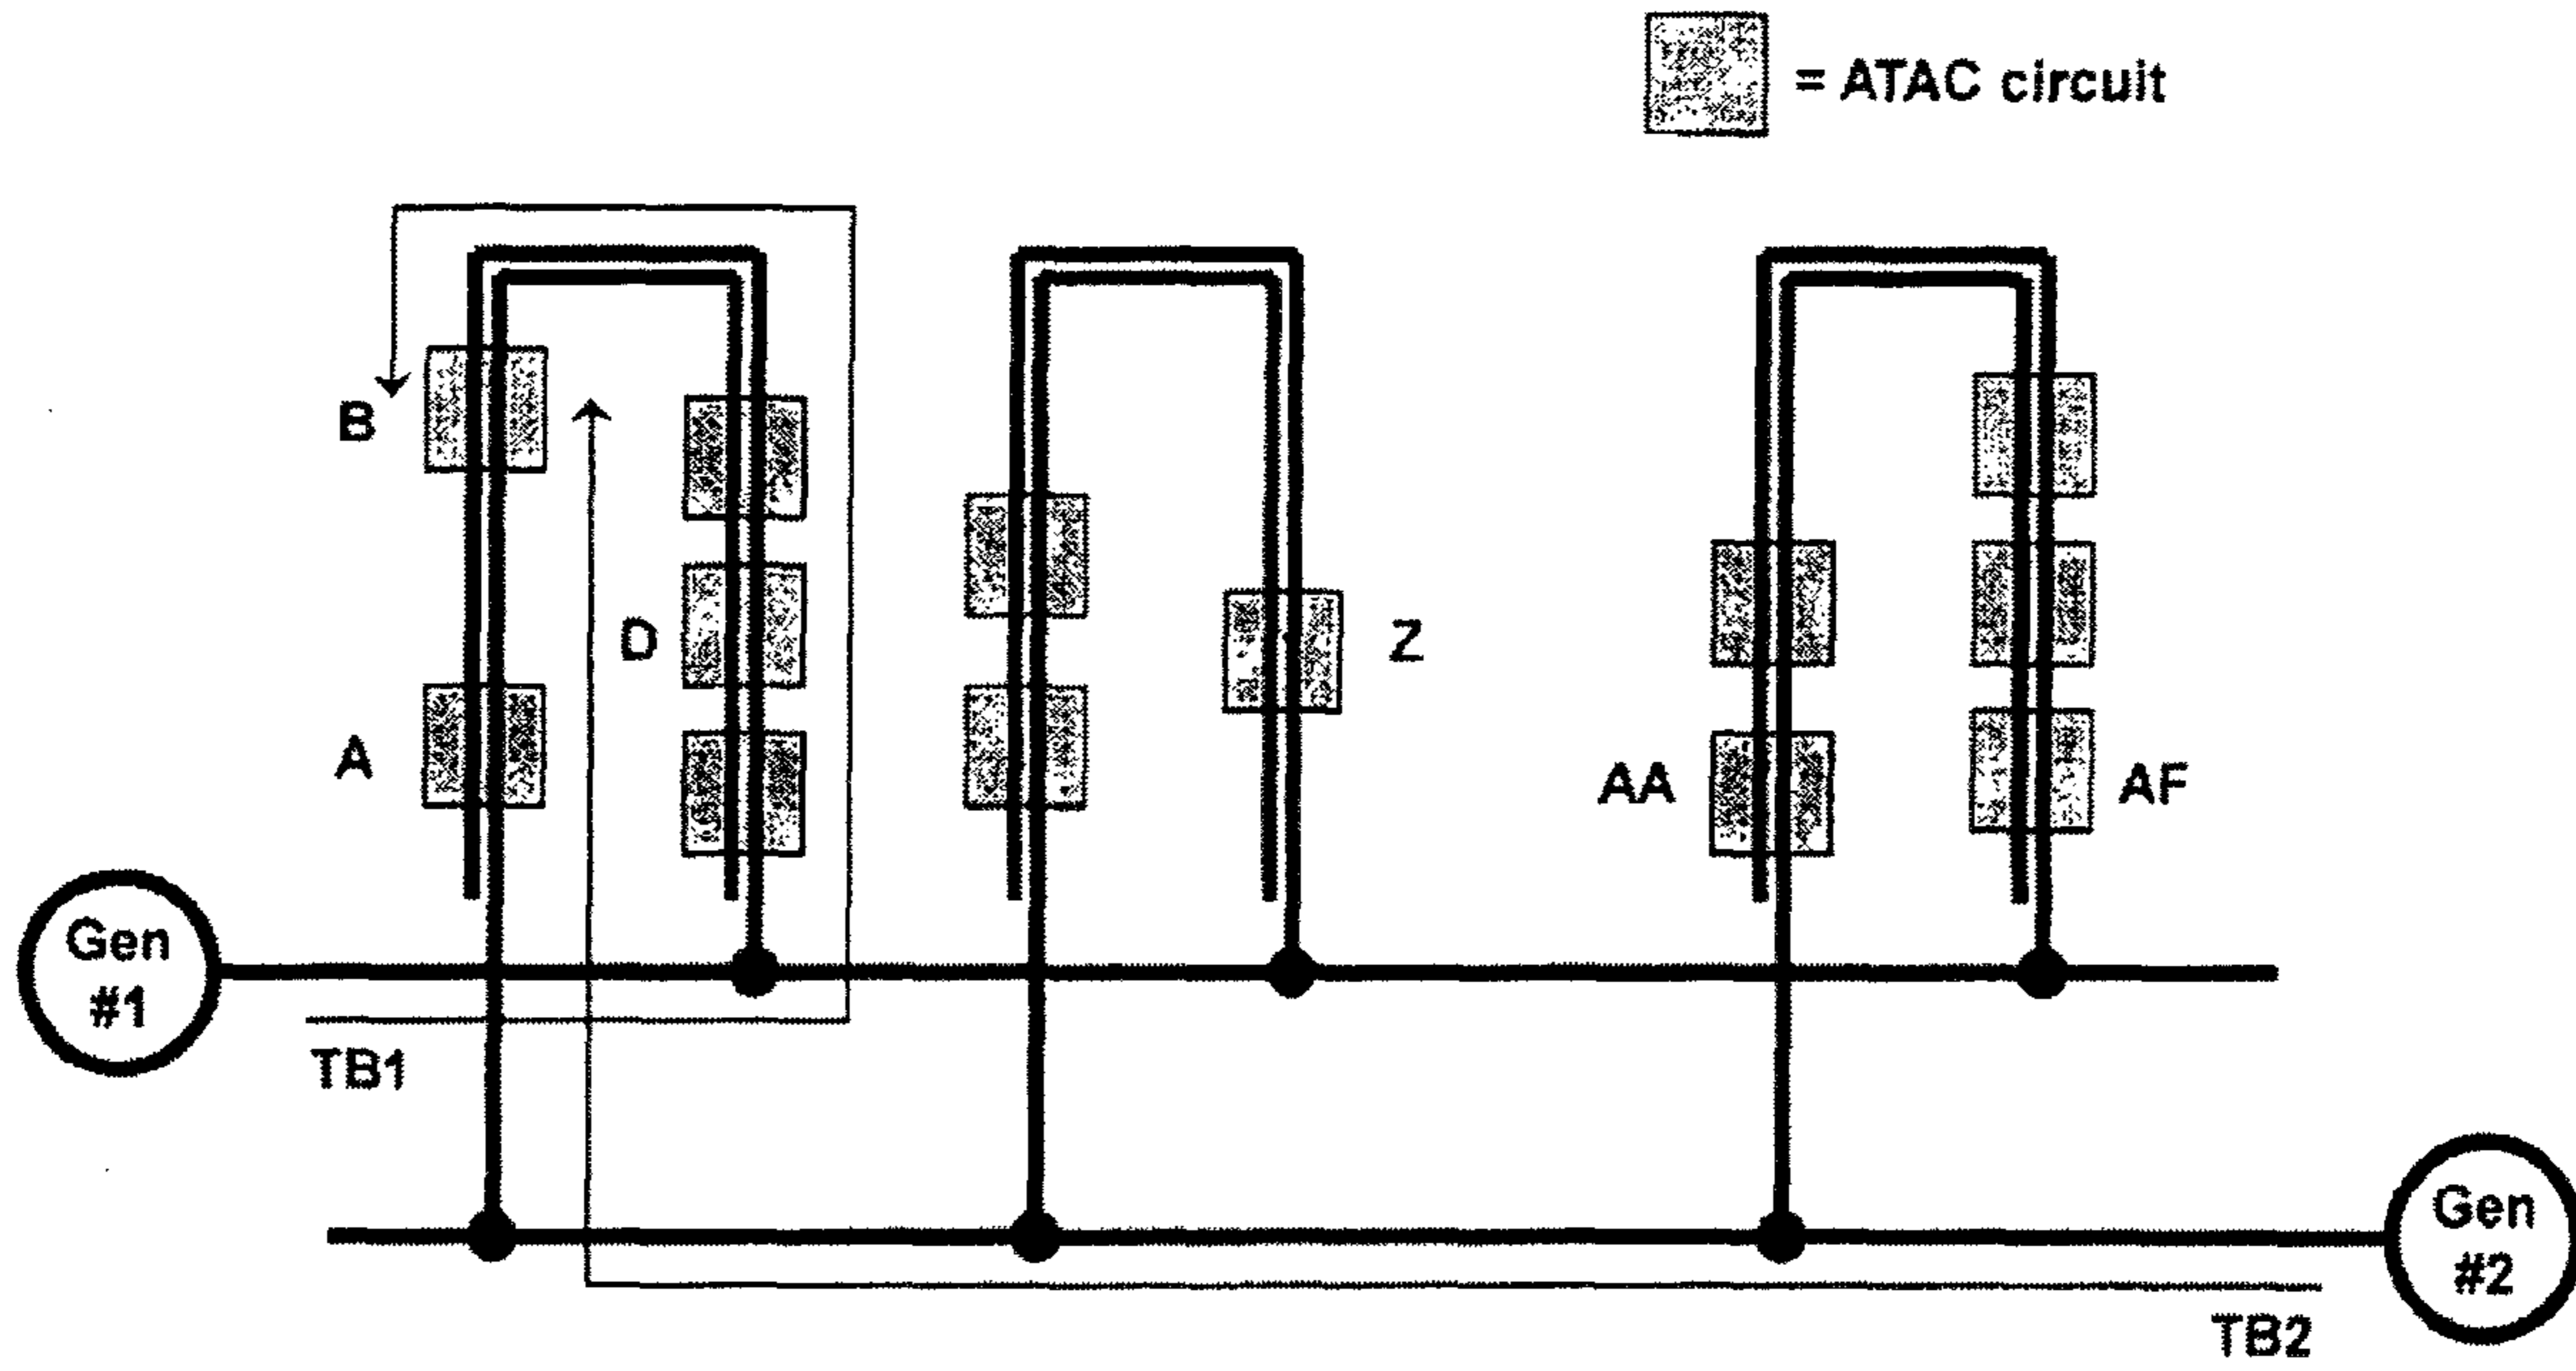 = ATAC circuit
B
D
Z
A
AA
AF
Gen
#1
TB1
Gen
#2
TB2